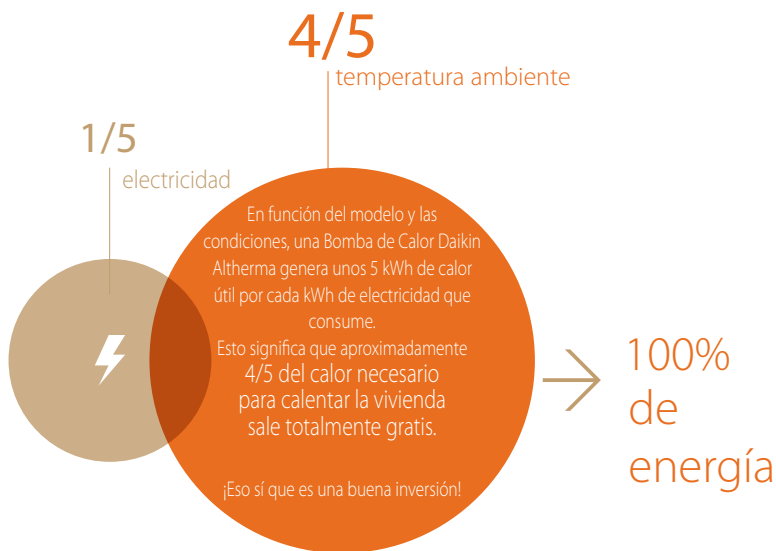 4/5
temperatura ambiente
1/5
electricidad
En función del modelo y las
condiciones, una Bomba de Calor Daikin
Altherma genera unos 5 kWh de calor
útil por cada kWh de electricidad que
consume.
Esto significa que aproximadamente
4/5 del calor necesario
para calentar la vivienda
sale totalmente gratis.
¡Eso sí que es una buena inversión!
100%
de
energía